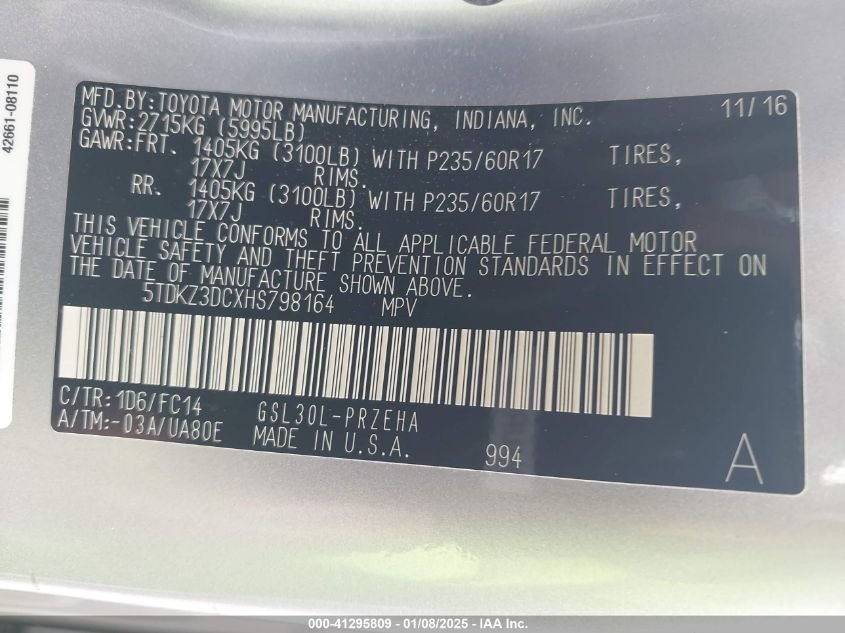 42661-08110
MFD.BY:TOYOTA MOTOR MANUFACTURING, INDIANA, INC. 11/16
GVWR:2715KG (5995LB)
GAWR:FRT. 1405KG (3100LB) WITH P235/60R17 TIRES,
17X7J RIMS.
RR. 1405KG (3100LB) WITH P235/60R17 TIRES,
17X7J RIMS.
THIS VEHICLE CONFORMS TO ALL APPLICABLE FEDERAL MOTOR
VEHICLE SAFETY AND THEFT PREVENTION STANDARDS IN EFFECT ON
THE DATE OF MANUFACTURE SHOWN ABOVE.
5TDKZ3DCXHS798164 MPV
C/TR:1D6/FC14 GSL30L-PRZEHA
A/TM:-03A/UA80E MADE IN U.S.A. 994 A
000-41295809 - 01/08/2025 - IAA Inc.